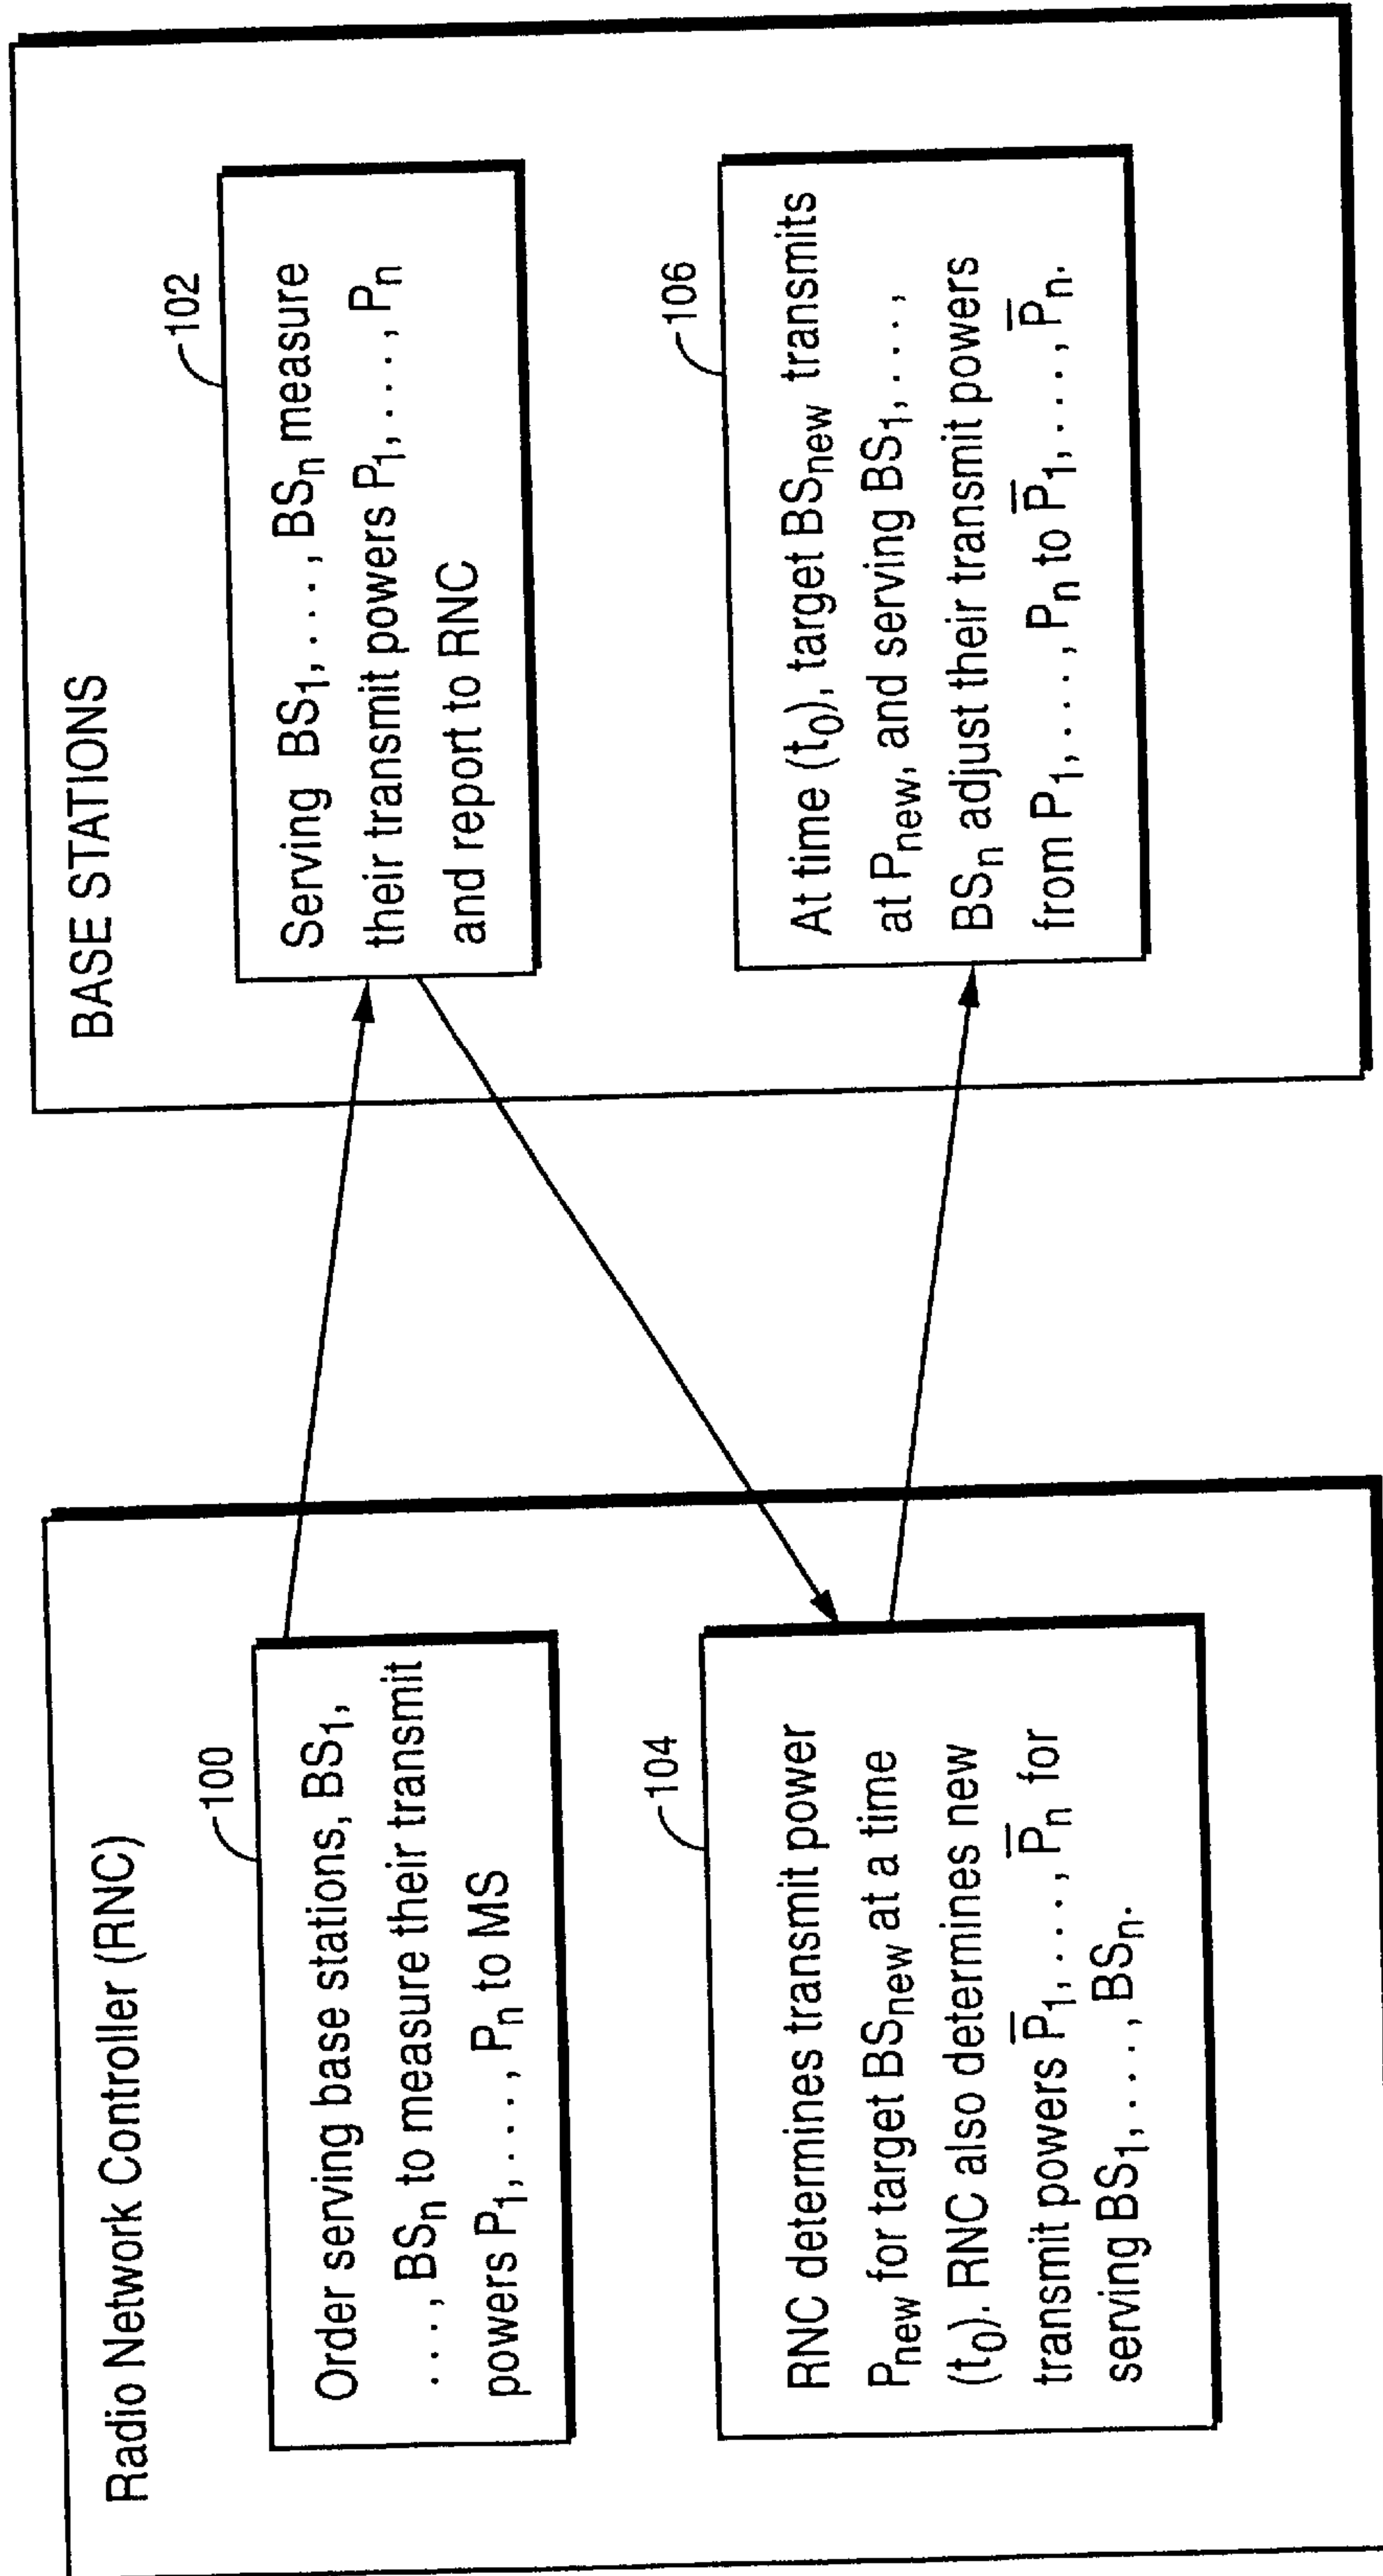 Radio Network Controller (RNC)
100
Order serving base stations, BS1,
..., BSn to measure their transmit
powers P1, ..., Pn to MS
104
RNC determines transmit power
Pnew for target BSnew at a time
(t0). RNC also determines new
transmit powers P̅1, ..., P̅n for
serving BS1, ..., BSn.
BASE STATIONS
102
Serving BS1, ..., BSn measure
their transmit powers P1, ..., Pn
and report to RNC
106
At time (t0), target BSnew transmits
at Pnew, and serving BS1, ...,
BSn adjust their transmit powers
from P1, ..., Pn to P̅1, ..., P̅n.